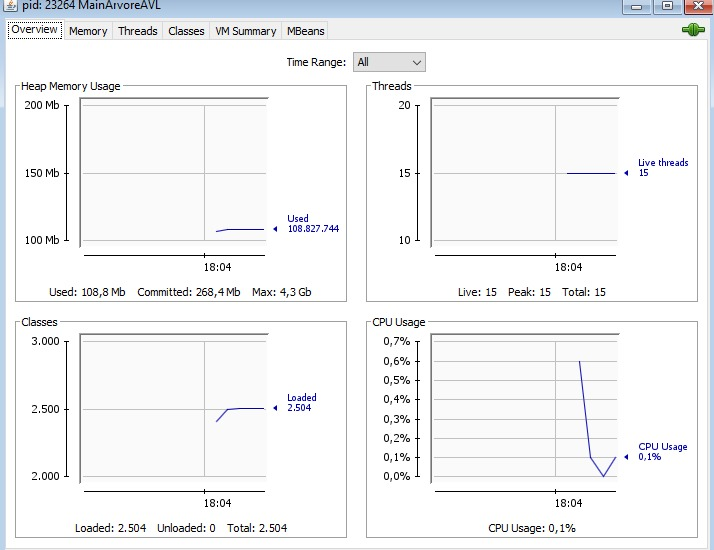 pid: 23264 MainArvoreAVL
Overview Memory Threads Classes VM Summary MBeans
Time Range: All
Heap Memory Usage
200 Mb
150 Mb
100 Mb
Used
108.827.744
18:04
Used: 108,8 Mb Committed: 268,4 Mb Max: 4,3 Gb
Threads
20
15
10
Live threads
15
18:04
Live: 15 Peak: 15 Total: 15
Classes
3.000
2.500
2.000
Loaded
2.504
18:04
Loaded: 2.504 Unloaded: 0 Total: 2.504
CPU Usage
0,7%
0,6%
0,5%
0,4%
0,3%
0,2%
0,1%
0,0%
CPU Usage
0,1%
18:04
CPU Usage: 0,1%